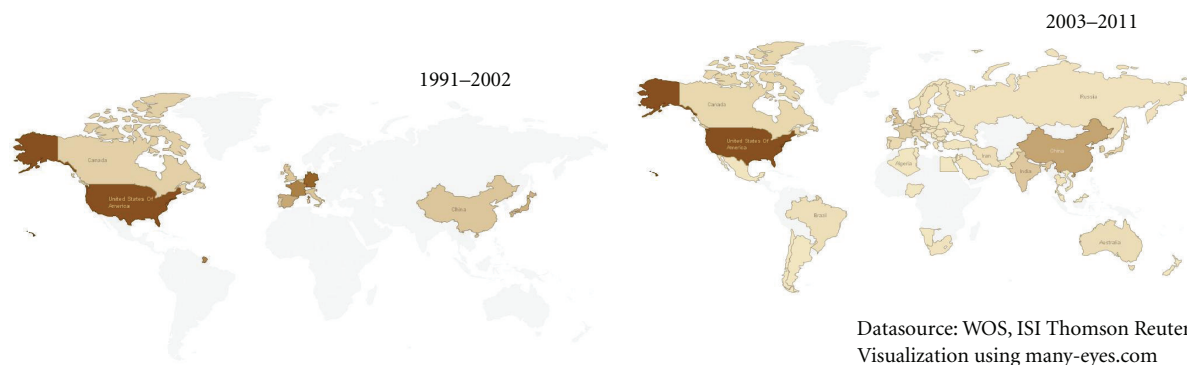 1991–2002
Canada
United States Of
America
China
2003–2011
Canada
Russia
United States Of
America
China
Iran
Algeria
India
Brazil
Australia
Datasource: WOS, ISI Thomson Reuter
Visualization using many-eyes.com